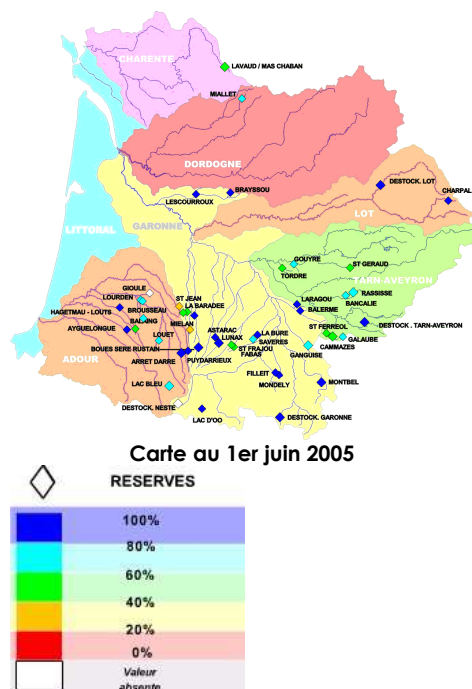 CHARENTE
LAVAUD / MAS CHABAN
MIALLET
DORDOGNE
DESTOCK. LOT
BRAYSSOU
LESCOURROUX
CHARPAL
LOT
GARONNE
LITTORAL
GOUYRE
ST GERAUD
TORDRE
TARN-AVEYRON
GIOULE
LOURDEN
ST JEAN
LA BARADEE
LARAGOU
RASSISSE
BANCALIE
HAGETMAU - LOUTS
BROUSSEAU
BALAING
MIELAN
BALERME
AYGUELONGUE
LOUET
ASTARAC
LUNAX
LA BURE
SAVERES
ST FERREOL
DESTOCK . TARN-AVEYRON
CAMMAZES
GALAUBE
BOUES SERE RUSTAIN
ST FRAJOU
FABAS
GANGUISE
ADOUR
ARRET DARRE
PUYDARRIEUX
FILLEIT
MONDELY
MONTBEL
LAC BLEU
DESTOCK. NESTE
LAC D'OO
DESTOCK. GARONNE
Carte au 1er juin 2005
RESERVES
100%
80%
60%
40%
20%
0%
Valeur
absente